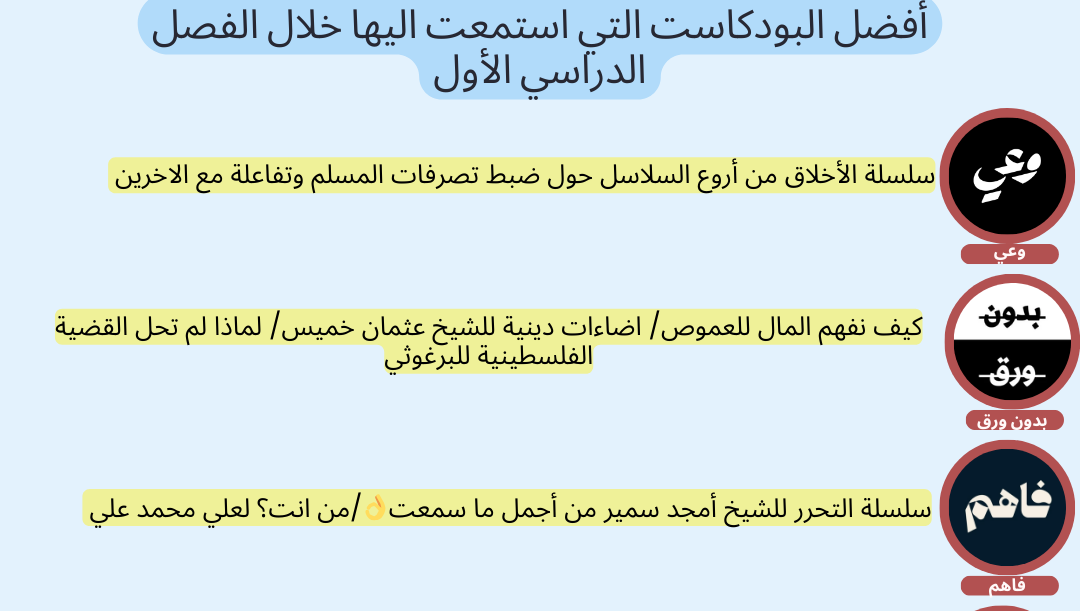 أفضل البودكاست التي استمعت اليها خلال الفصل
الدراسي الأول
وعي
سلسلة الأخلاق من أروع السلاسل حول ضبط تصرفات المسلم وتفاعلة مع الاخرين
وعي
بدون
ورق
كيف نفهم المال للعموص/ اضاءات دينية للشيخ عثمان خميس/ لماذا لم تحل القضية
الفلسطينية للبرغوثي
بدون ورق
فاهم
سلسلة التحرر للشيخ أمجد سمير من أجمل ما سمعت👌/من انت؟ لعلي محمد علي
فاهم